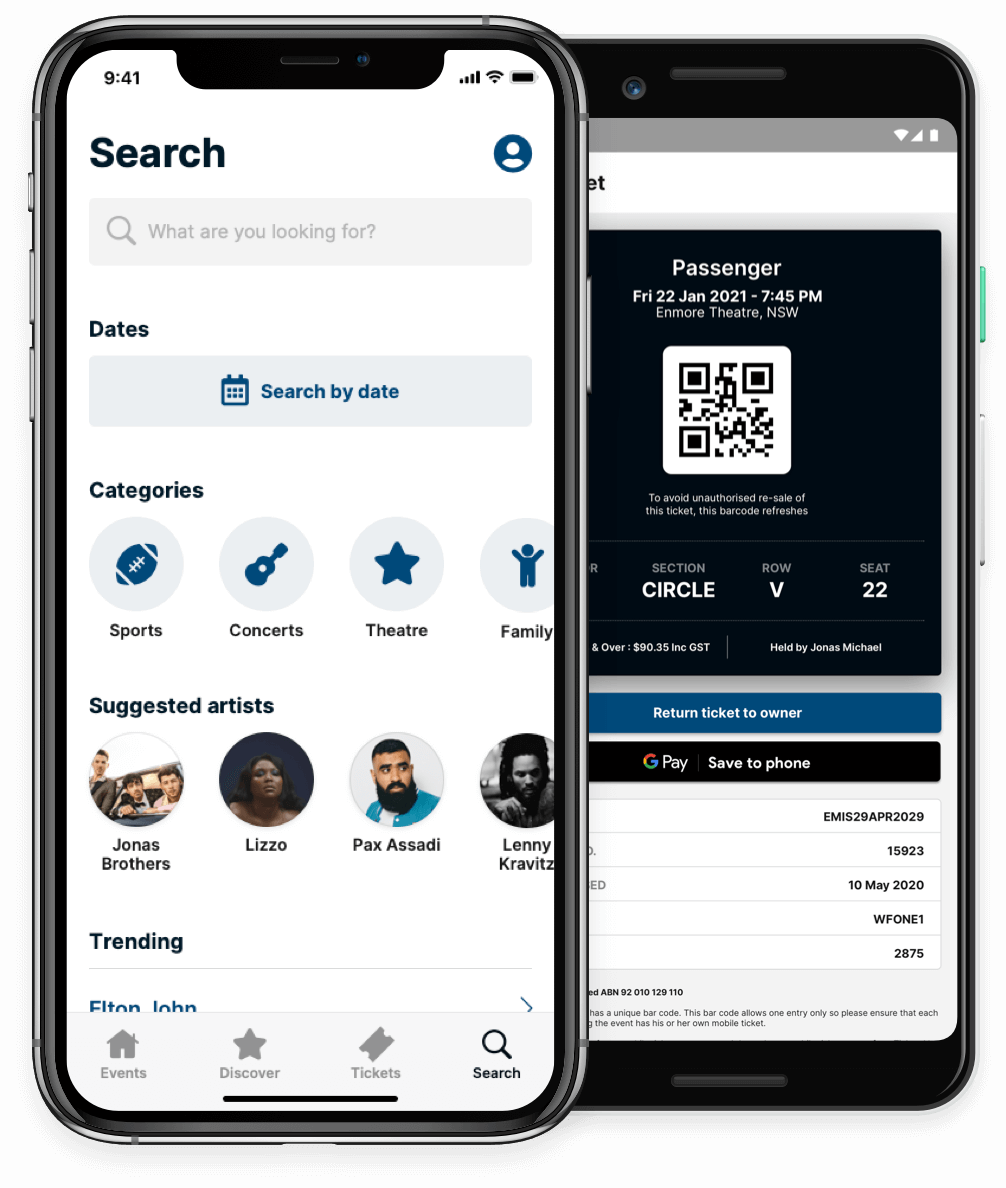 9:41
Search
What are you looking for?
Dates
Search by date
Categories
Sports
Concerts
Theatre
Family
Suggested artists
Jonas
Brothers
Lizzo
Pax Assadi
Lenny
Kravitz
Trending
Elton John
Events
Discover
Tickets
Search
et
Passenger
Fri 22 Jan 2021 - 7:45 PM
Enmore Theatre, NSW
To avoid unauthorised re-sale of
this ticket, this barcode refreshes
R
SECTION
ROW
SEAT
CIRCLE
V
22
& Over : $90.35 Inc GST
Held by Jonas Michael
Return ticket to owner
G Pay
Save to phone
EMIS29APR2029
O.
15923
SED
10 May 2020
WFONE1
2875
ed ABN 92 010 129 110
has a unique bar code. This bar code allows one entry only so please ensure that each
g the event has his or her own mobile ticket.